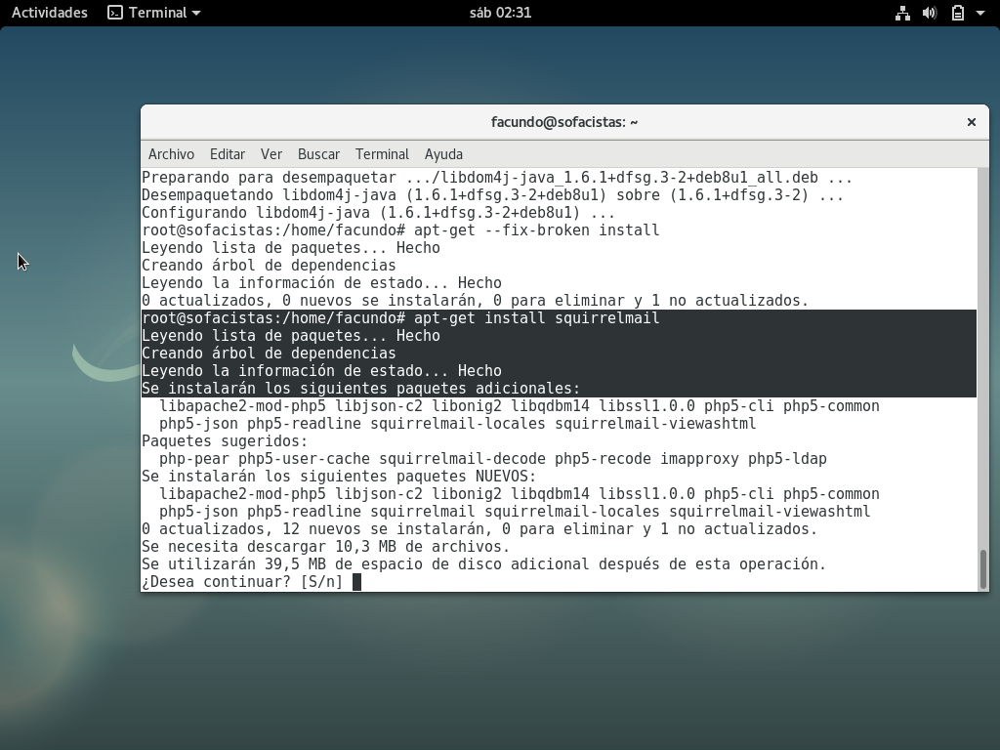 Actividades Terminal sáb 02:31
facundo@sofacistas: ~ ×
Archivo Editar Ver Buscar Terminal Ayuda
Preparando para desempaquetar .../libdom4j-java_1.6.1+dfsg.3-2+deb8u1_all.deb ...
Desempaquetando libdom4j-java (1.6.1+dfsg.3-2+deb8u1) sobre (1.6.1+dfsg.3-2) ...
Configurando libdom4j-java (1.6.1+dfsg.3-2+deb8u1) ...
root@sofacistas:/home/facundo# apt-get --fix-broken install
Leyendo lista de paquetes... Hecho
Creando árbol de dependencias
Leyendo la información de estado... Hecho
0 actualizados, 0 nuevos se instalarán, 0 para eliminar y 1 no actualizados.
root@sofacistas:/home/facundo# apt-get install squirrelmail
Leyendo lista de paquetes... Hecho
Creando árbol de dependencias
Leyendo la información de estado... Hecho
Se instalarán los siguientes paquetes adicionales:
  libapache2-mod-php5 libjson-c2 libonig2 libqdbm14 libssl1.0.0 php5-cli php5-common
  php5-json php5-readline squirrelmail-locales squirrelmail-viewashtml
Paquetes sugeridos:
  php-pear php5-user-cache squirrelmail-decode php5-recode imapproxy php5-ldap
Se instalarán los siguientes paquetes NUEVOS:
  libapache2-mod-php5 libjson-c2 libonig2 libqdbm14 libssl1.0.0 php5-cli php5-common
  php5-json php5-readline squirrelmail squirrelmail-locales squirrelmail-viewashtml
0 actualizados, 12 nuevos se instalarán, 0 para eliminar y 1 no actualizados.
Se necesita descargar 10,3 MB de archivos.
Se utilizarán 39,5 MB de espacio de disco adicional después de esta operación.
¿Desea continuar? [S/n]